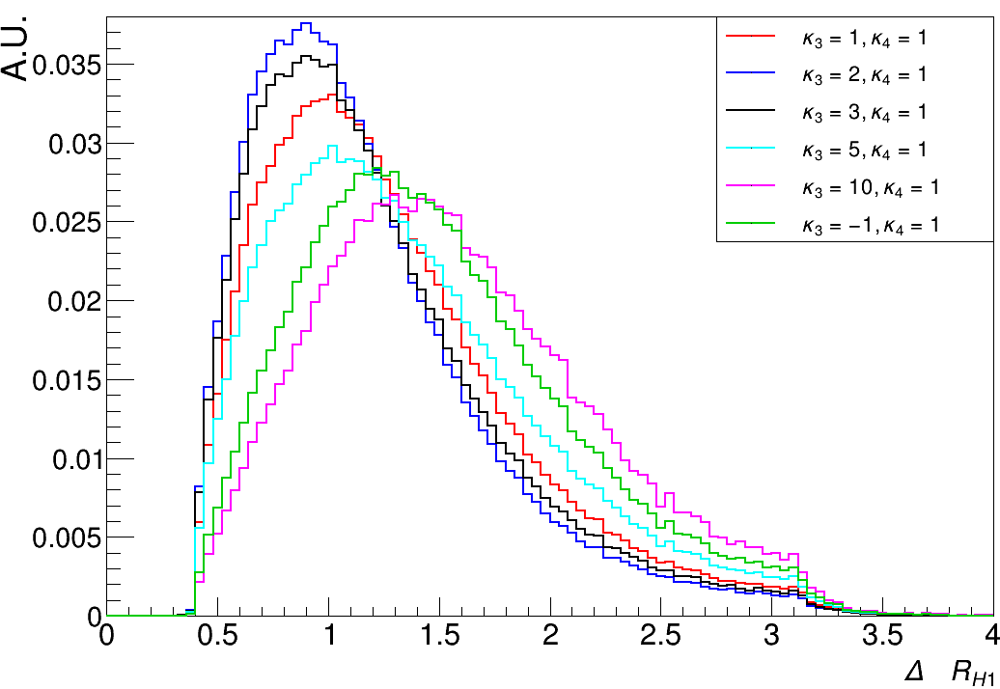 A.U.
κ3 = 1, κ4 = 1
κ3 = 2, κ4 = 1
κ3 = 3, κ4 = 1
κ3 = 5, κ4 = 1
κ3 = 10, κ4 = 1
κ3 = −1, κ4 = 1
0.035
0.03
0.025
0.02
0.015
0.01
0.005
0
0 0.5 1 1.5 2 2.5 3 3.5 4
Δ R_{H1}